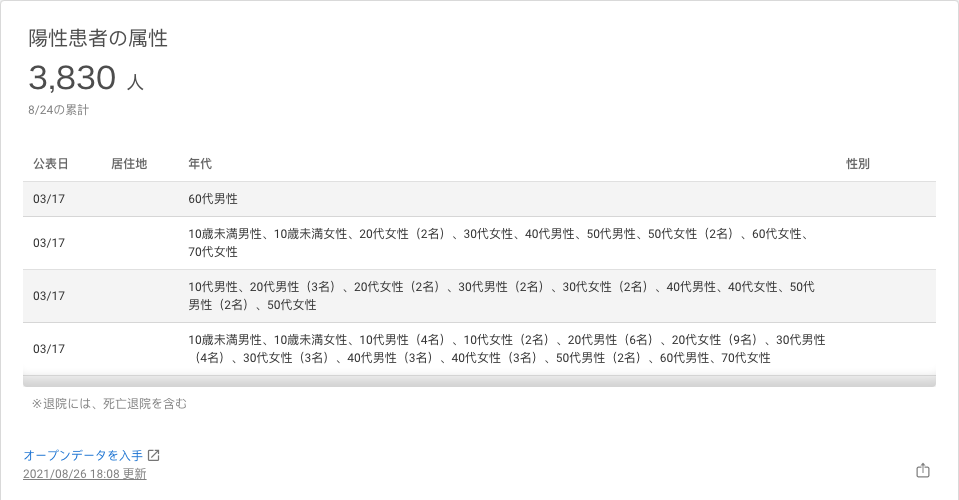 陽性患者の属性
3,830 人
8/24の累計
公表日 居住地 年代 性別
03/17 60代男性
03/17 10歳未満男性、10歳未満女性、20代女性（2名）、30代女性、40代男性、50代男性、50代女性（2名）、60代女性、
70代女性
03/17 10代男性、20代男性（3名）、20代女性（2名）、30代男性（2名）、30代女性（2名）、40代男性、40代女性、50代
男性（2名）、50代女性
03/17 10歳未満男性、10歳未満女性、10代男性（4名）、10代女性（2名）、20代男性（6名）、20代女性（9名）、30代男性
（4名）、30代女性（3名）、40代男性（3名）、40代女性（3名）、50代男性（2名）、60代男性、70代女性
※退院には、死亡退院を含む
オープンデータを入手
2021/08/26 18:08 更新